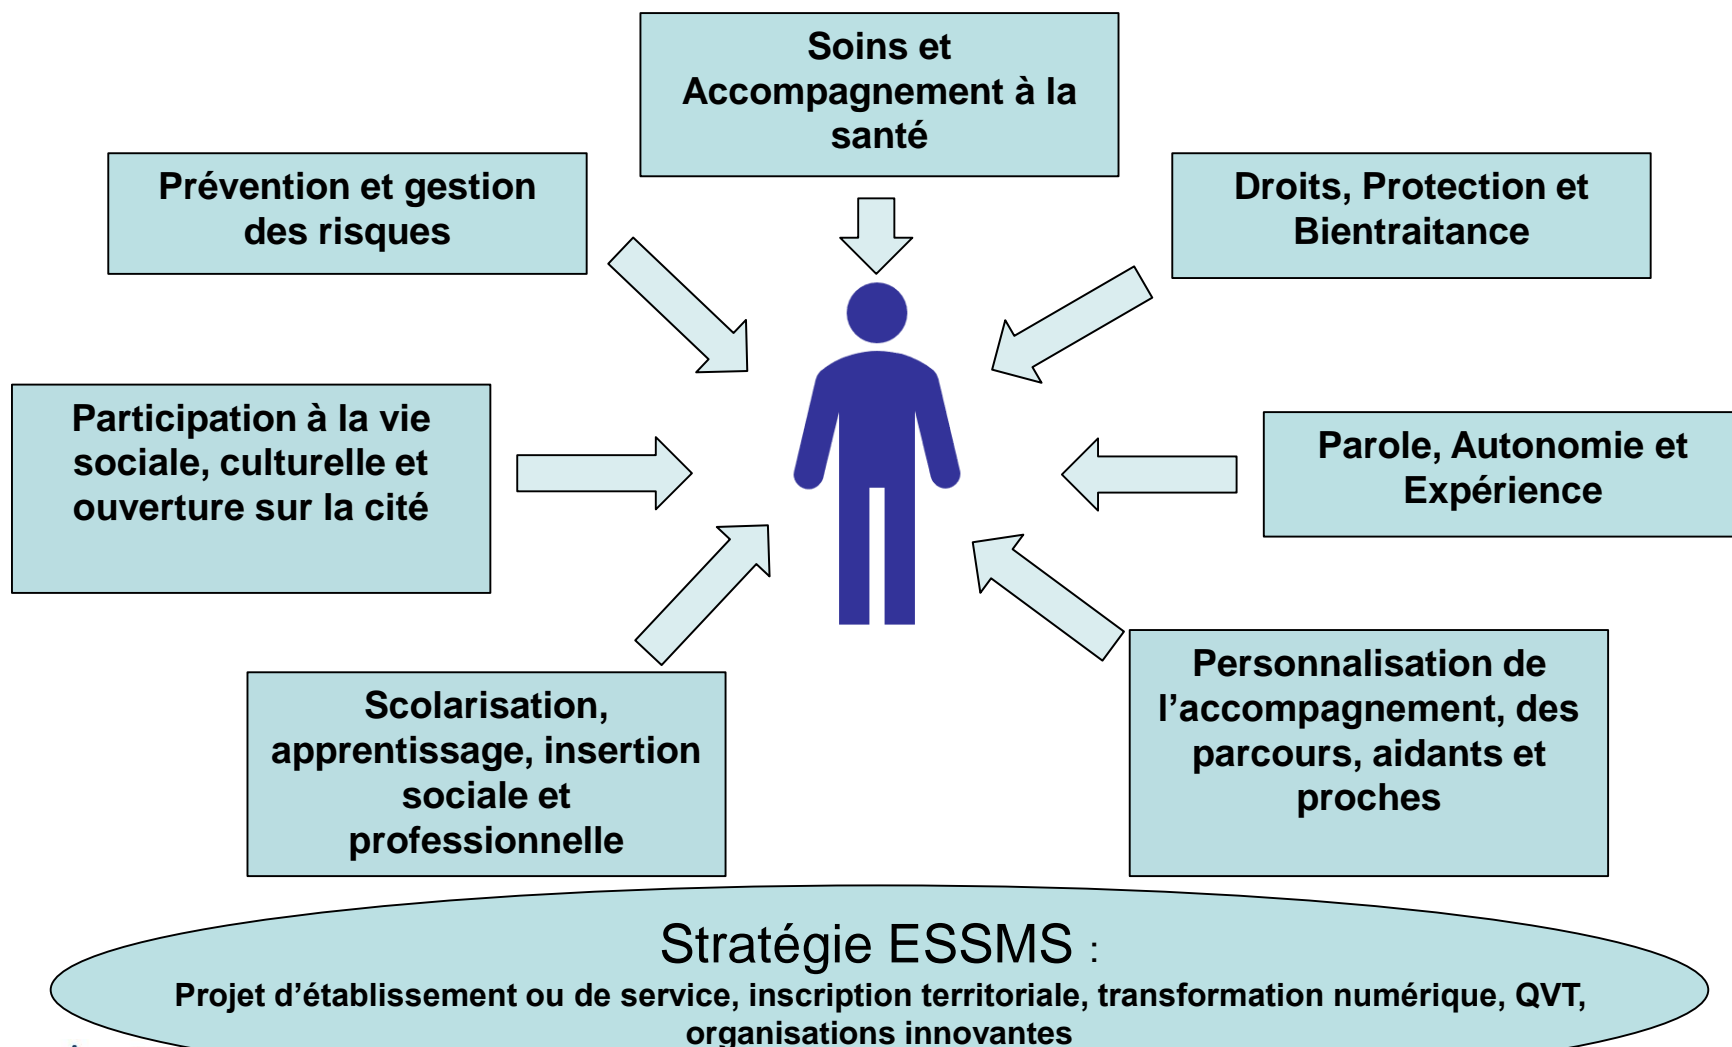 Soins et
Accompagnement à la
santé
Prévention et gestion
des risques
Droits, Protection et
Bientraitance
Participation à la vie
sociale, culturelle et
ouverture sur la cité
Parole, Autonomie et
Expérience
Scolarisation,
apprentissage, insertion
sociale et
professionnelle
Personnalisation de
l’accompagnement, des
parcours, aidants et
proches
Stratégie ESSMS :
Projet d’établissement ou de service, inscription territoriale, transformation numérique, QVT,
organisations innovantes